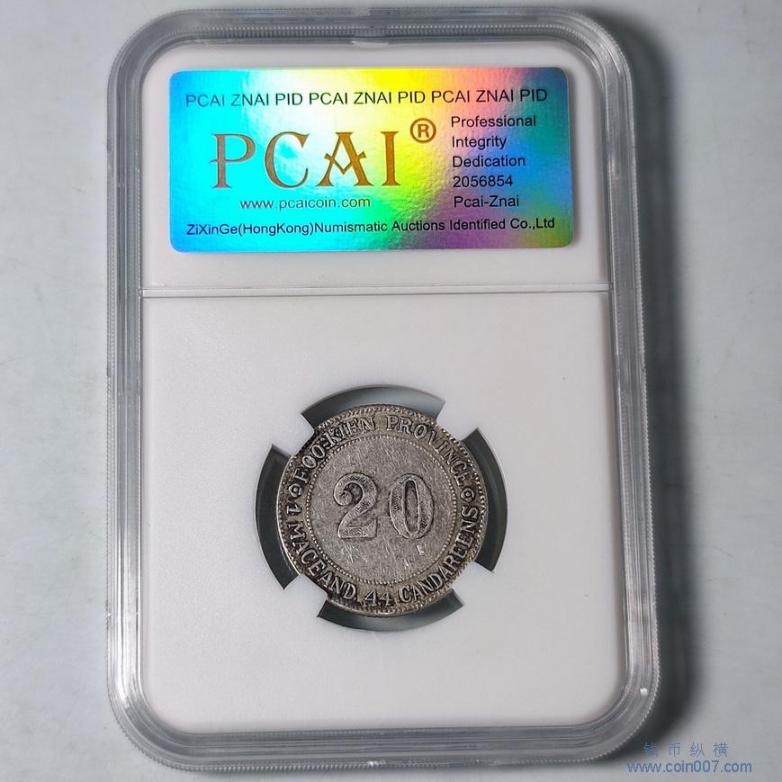 PCAI ZNAI PID PCAI ZNAI PID PCAI ZNAI PID
PCAI®
www.pcaicoin.com
Professional
Integrity
Dedication
2056854
Pcai-Znai
ZiXinGe(HongKong)Numismatic Auctions Identified Co.,Ltd
FOO-KIEN PROVINCE
20
1 MACE AND 44 CANDAREENS
钱币纵横
www.coin007.com